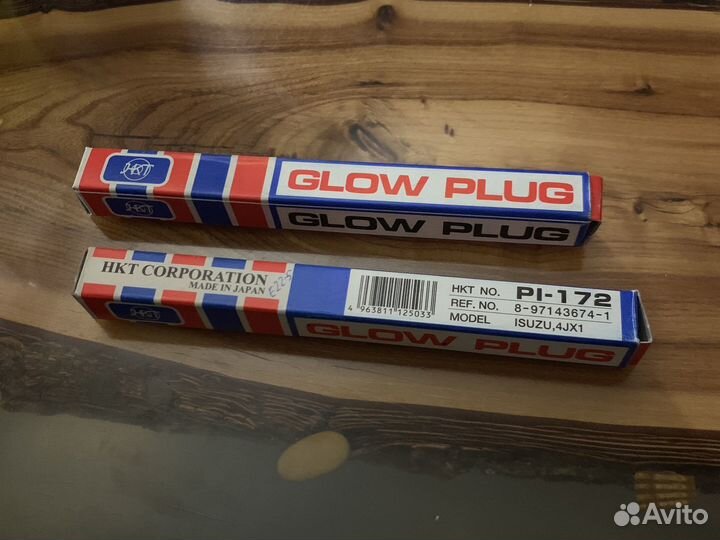 HKT
GLOW PLUG
HKT
GLOW PLUG
HKT CORPORATION
MADE IN JAPAN
E225
4 963811 125033
HKT NO. PI-172
REF. NO. 8-97143674-1
MODEL ISUZU,4JX1
HKT
GLOW PLUG
Avito